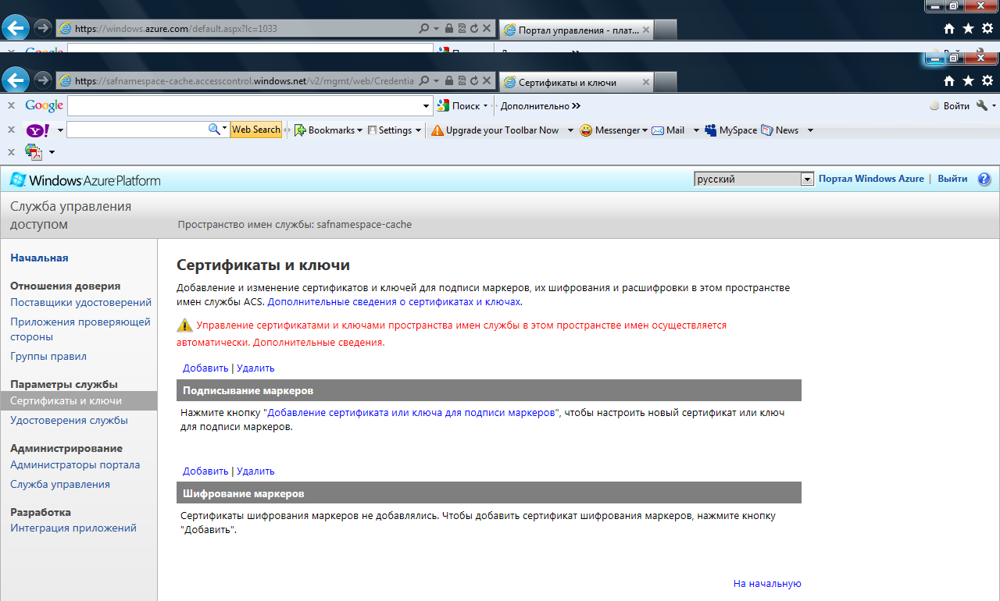 https://windows.azure.com/default.aspx?lc=1033
Портал управления - плат...
https://safnamespace-cache.accesscontrol.windows.net/v2/mgmt/web/Credentia
Сертификаты и ключи
Google
Поиск
Дополнительно
Войти
Y!
Web Search
Bookmarks
Settings
Upgrade your Toolbar Now
Messenger
Mail
MySpace
News
Windows Azure Platform
русский
Портал Windows Azure | Выйти
Служба управления
доступом
Пространство имен службы: safnamespace-cache
Начальная
Отношения доверия
Поставщики удостоверений
Приложения проверяющей
стороны
Группы правил
Параметры службы
Сертификаты и ключи
Удостоверения службы
Администрирование
Администраторы портала
Служба управления
Разработка
Интеграция приложений
Сертификаты и ключи
Добавление и изменение сертификатов и ключей для подписи маркеров, их шифрования и расшифровки в этом пространстве
имен службы ACS. Дополнительные сведения о сертификатах и ключах.
Управление сертификатами и ключами пространства имен службы в этом пространстве имен осуществляется
автоматически. Дополнительные сведения.
Добавить | Удалить
Подписывание маркеров
Нажмите кнопку "Добавление сертификата или ключа для подписи маркеров", чтобы настроить новый сертификат или ключ
для подписи маркеров.
Добавить | Удалить
Шифрование маркеров
Сертификаты шифрования маркеров не добавлялись. Чтобы добавить сертификат шифрования маркеров, нажмите кнопку
"Добавить".
На начальную